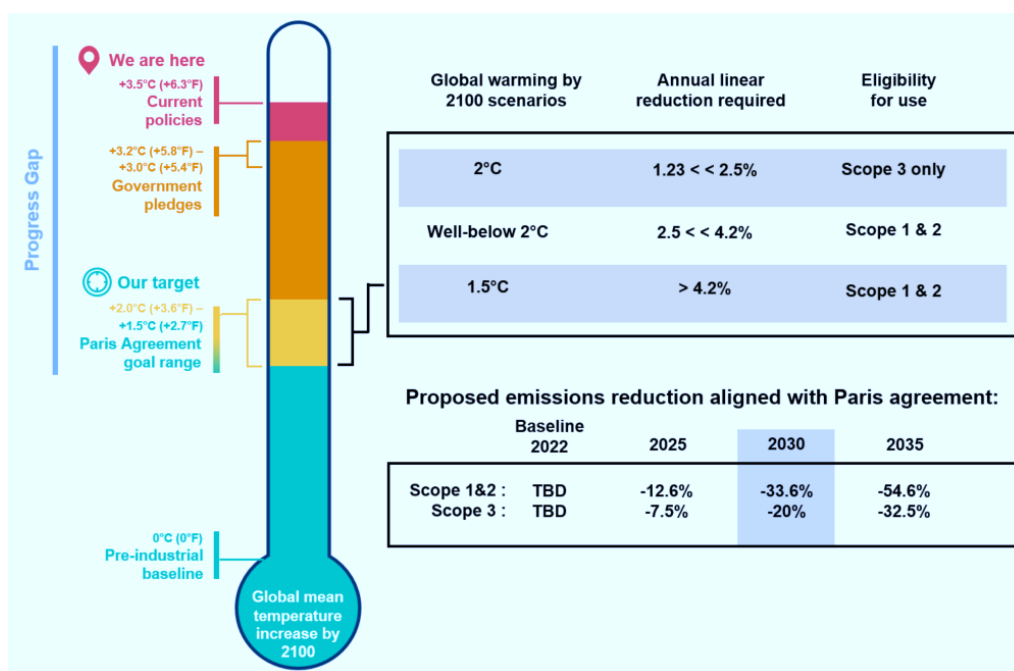 We are here
+3.5°C (+6.3°F)
Current
policies
+3.2°C (+5.8°F) –
+3.0°C (+5.4°F)
Government
pledges
Progress Gap
Our target
+2.0°C (+3.6°F) –
+1.5°C (+2.7°F)
Paris Agreement
goal range
0°C (0°F)
Pre-industrial
baseline
Global mean
temperature
increase by
2100
Global warming by
2100 scenarios
Annual linear
reduction required
Eligibility
for use
2°C 1.23 < < 2.5% Scope 3 only
Well-below 2°C 2.5 < < 4.2% Scope 1 & 2
1.5°C > 4.2% Scope 1 & 2
Proposed emissions reduction aligned with Paris agreement:
Baseline
2022 2025 2030 2035
Scope 1&2 : TBD -12.6% -33.6% -54.6%
Scope 3 : TBD -7.5% -20% -32.5%